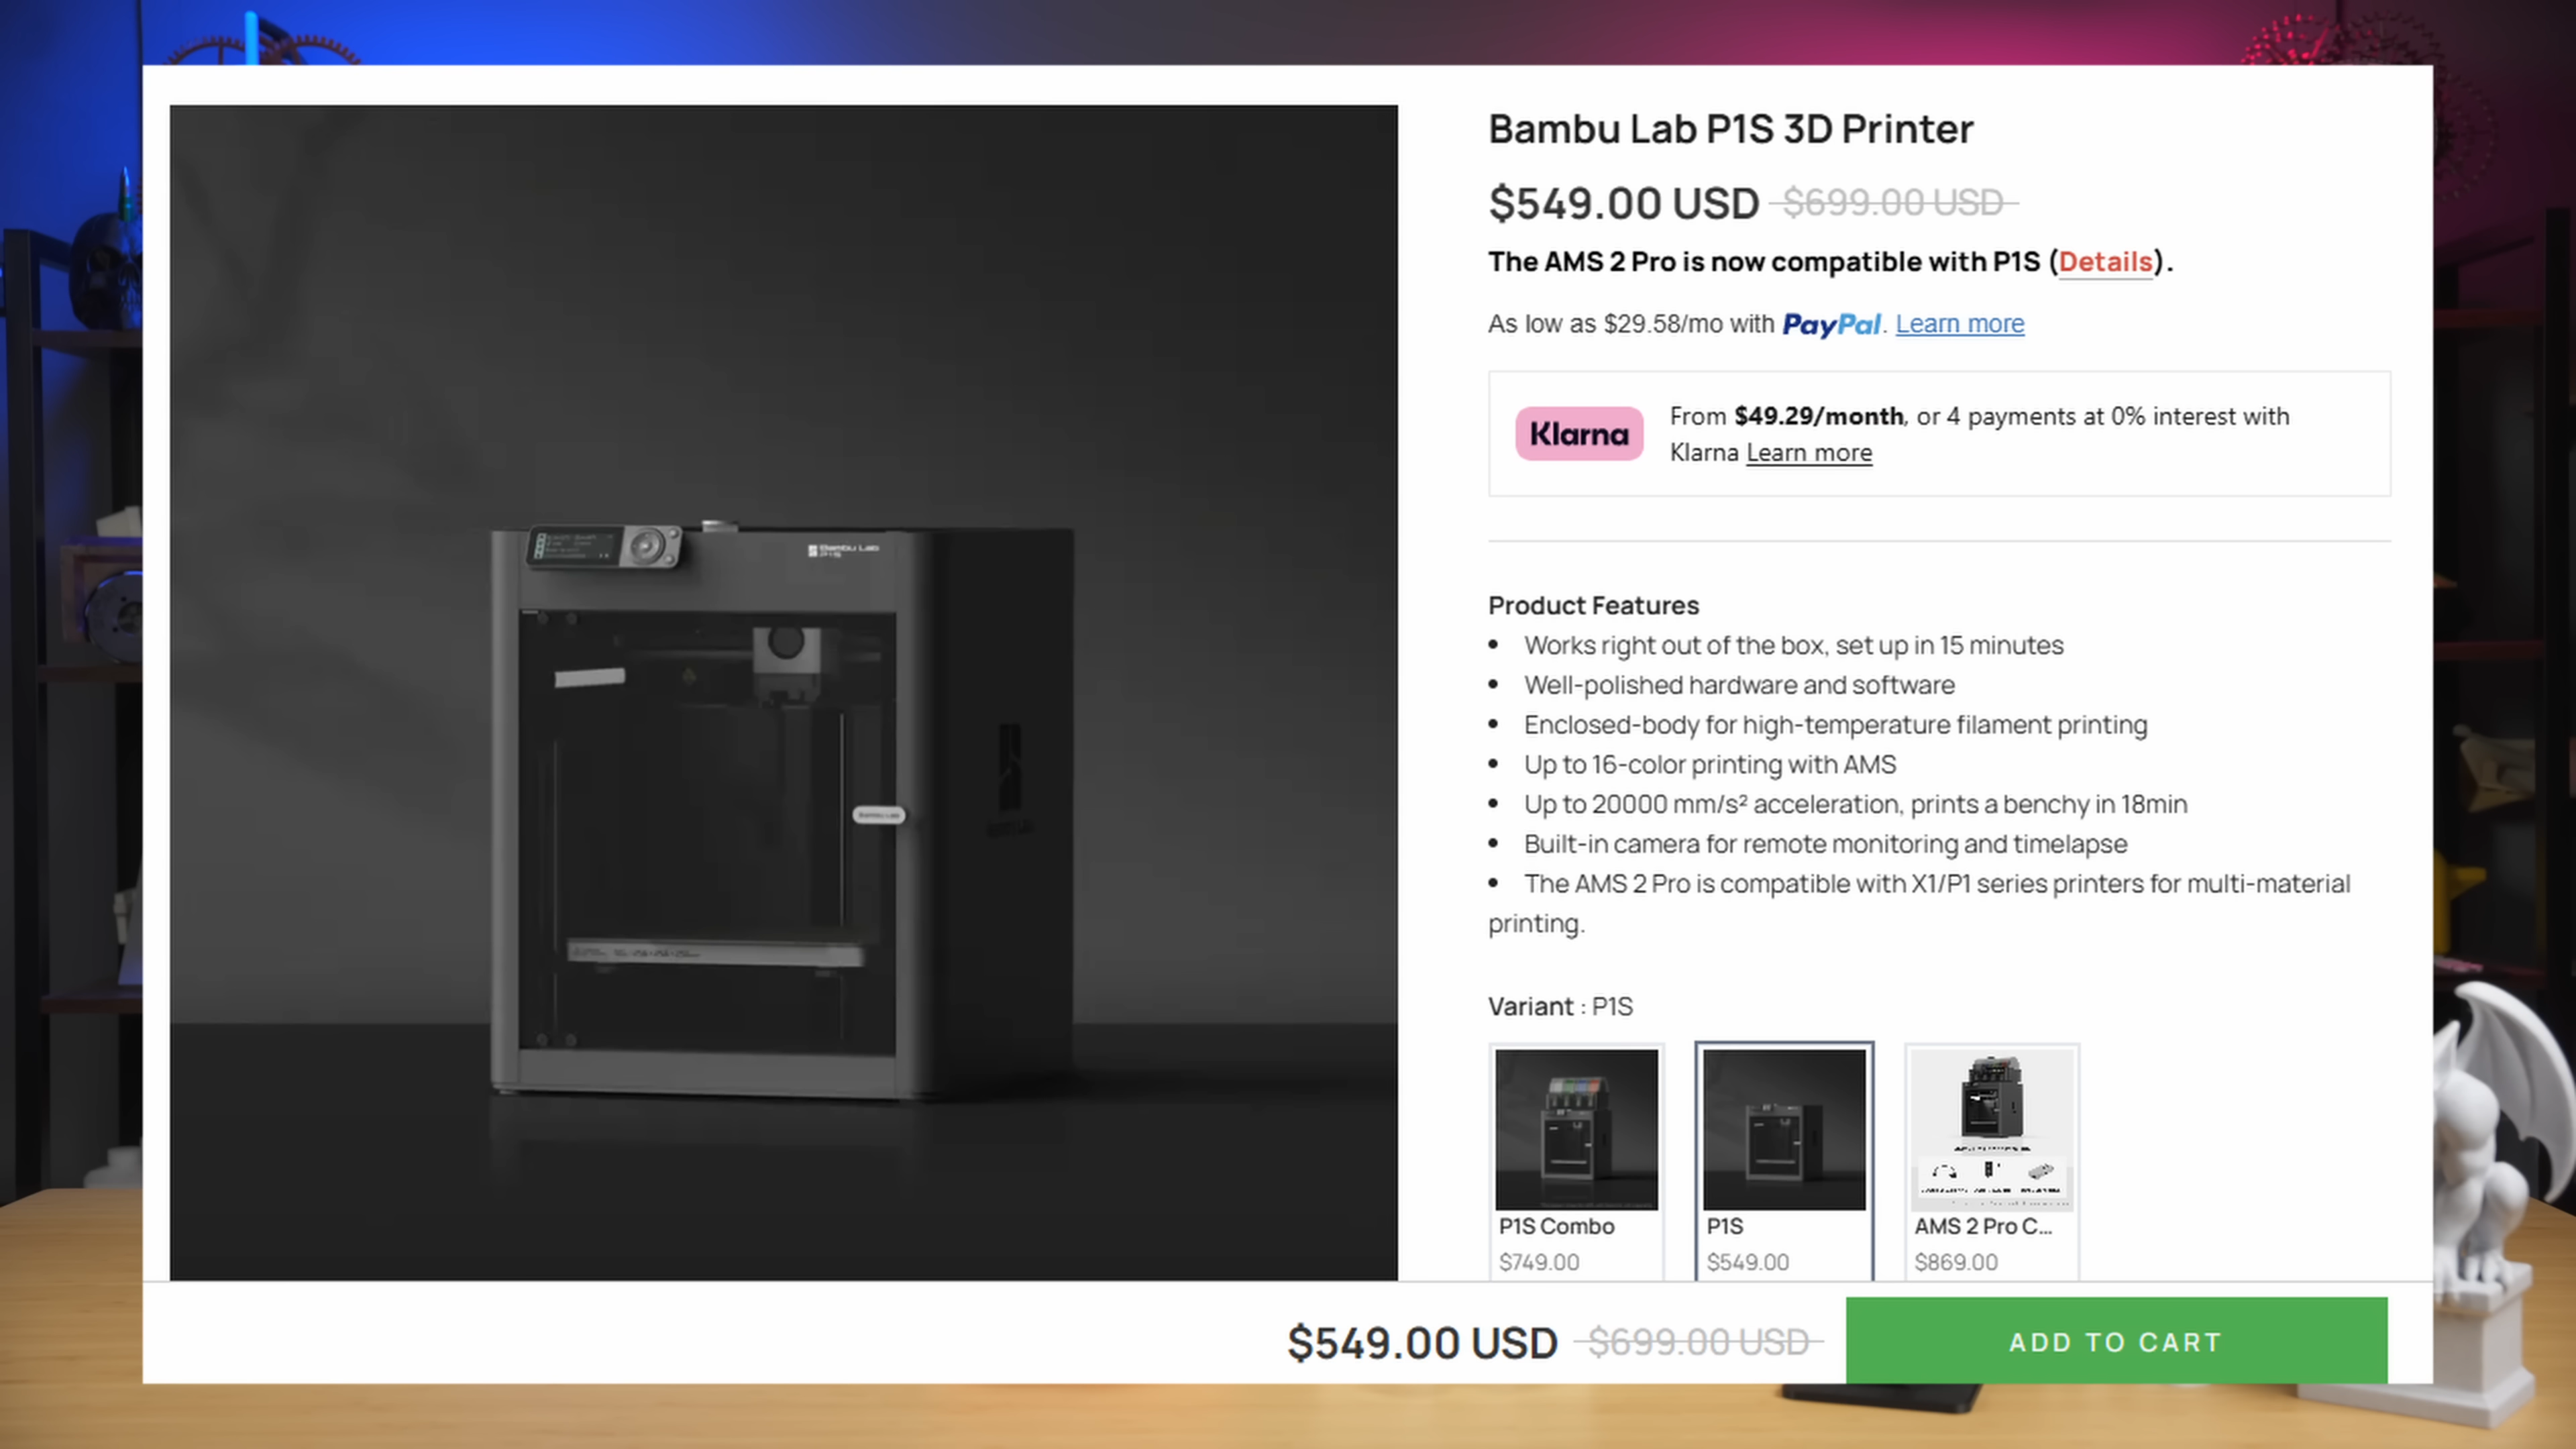 Bambu Lab P1S 3D Printer
$549.00 USD $699.00 USD
The AMS 2 Pro is now compatible with P1S (Details).
As low as $29.58/mo with PayPal. Learn more
Klarna
From $49.29/month, or 4 payments at 0% interest with
Klarna Learn more
Product Features
• Works right out of the box, set up in 15 minutes
• Well-polished hardware and software
• Enclosed-body for high-temperature filament printing
• Up to 16-color printing with AMS
• Up to 20000 mm/s² acceleration, prints a benchy in 18min
• Built-in camera for remote monitoring and timelapse
• The AMS 2 Pro is compatible with X1/P1 series printers for multi-material
printing.
Variant : P1S
P1S Combo
$749.00
P1S
$549.00
AMS 2 Pro C...
$869.00
Bambu Lab
P1S
Bambu Lab
$549.00 USD $699.00 USD
ADD TO CART